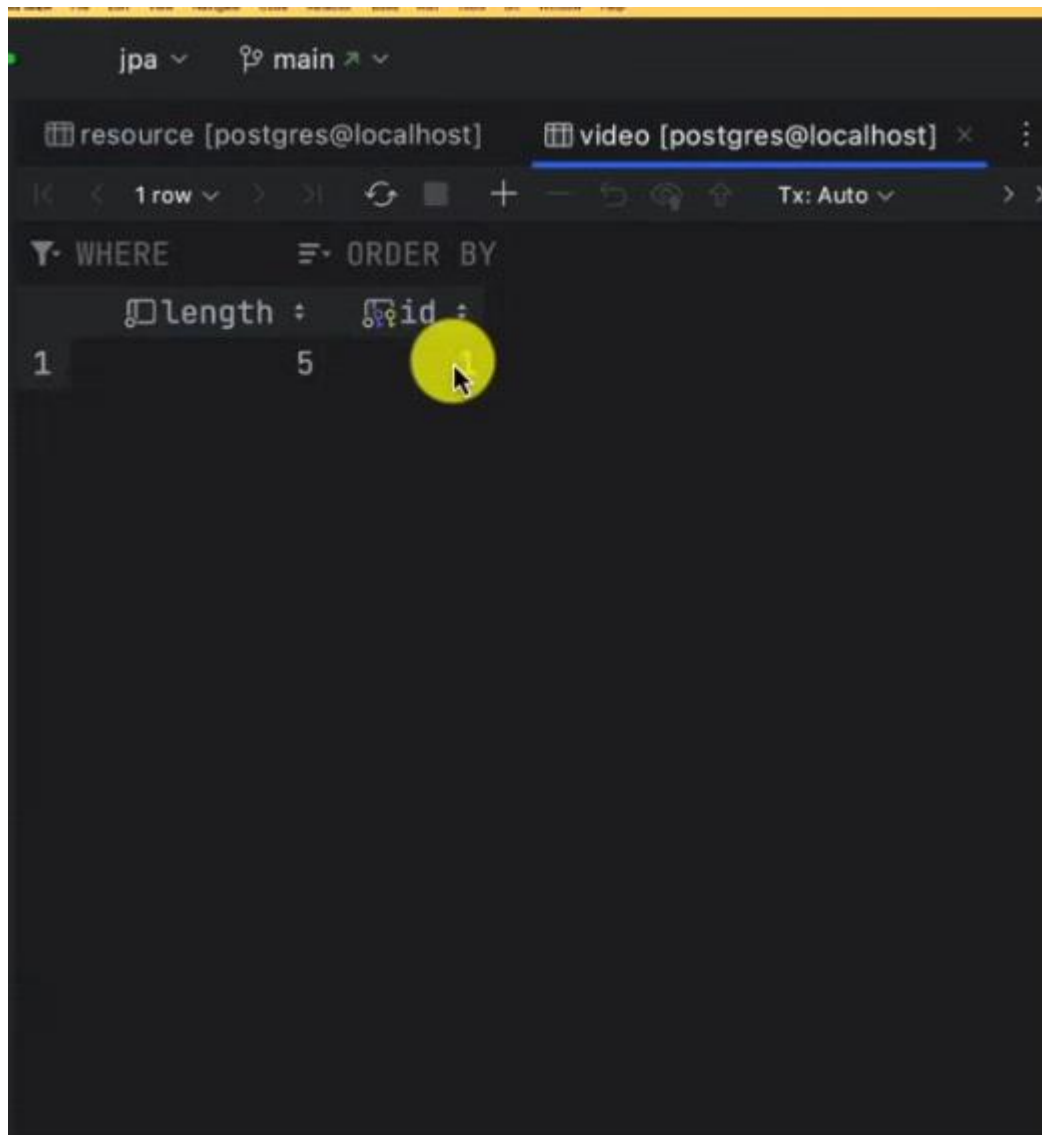 jpa main
resource [postgres@localhost] video [postgres@localhost]
1 row Tx: Auto
WHERE ORDER BY
length id
1 5 1